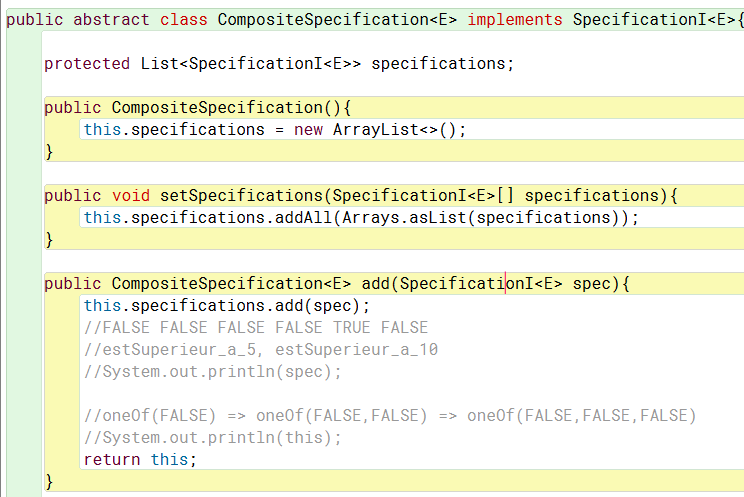 public abstract class CompositeSpecification<E> implements SpecificationI<E>{
protected List<SpecificationI<E>> specifications;
public CompositeSpecification(){
this.specifications = new ArrayList<>();
}
public void setSpecifications(SpecificationI<E>[] specifications){
this.specifications.addAll(Arrays.asList(specifications));
}
public CompositeSpecification<E> add(SpecificationI<E> spec){
this.specifications.add(spec);
//FALSE FALSE FALSE FALSE TRUE FALSE
//estSuperieur_a_5, estSuperieur_a_10
//System.out.println(spec);
//oneOf(FALSE) => oneOf(FALSE,FALSE) => oneOf(FALSE,FALSE,FALSE)
//System.out.println(this);
return this;
}